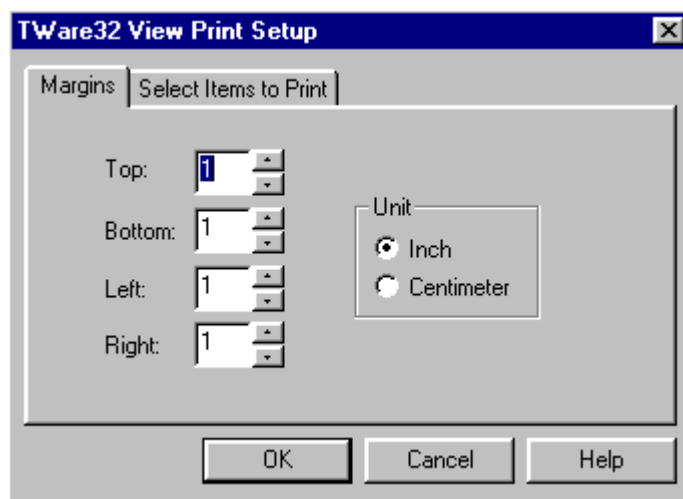 TWare32 View Print Setup
Margins Select Items to Print
Top: 1
Bottom: 1
Left: 1
Right: 1
Unit
Inch
Centimeter
OK Cancel Help